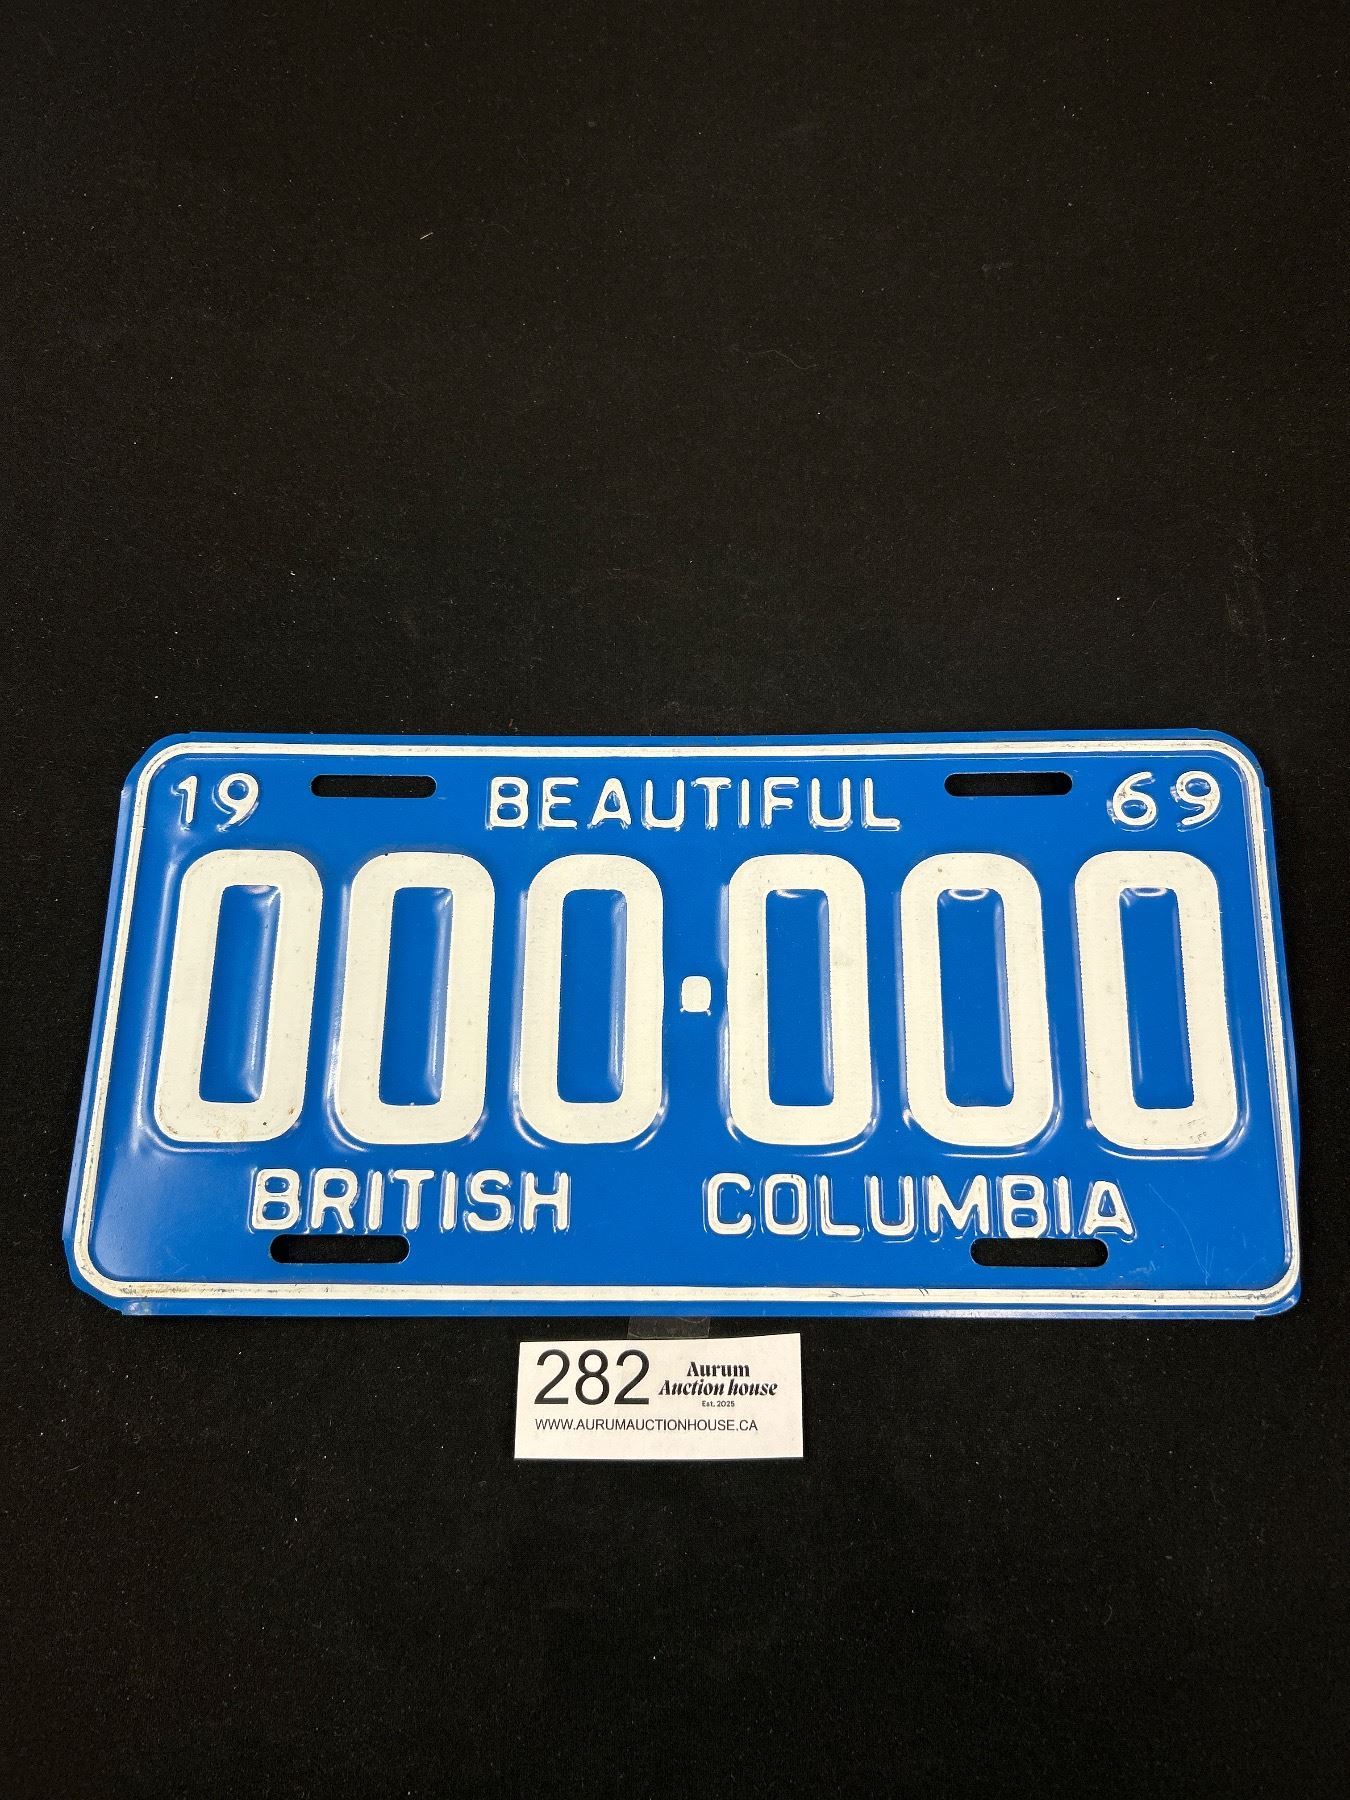 19 BEAUTIFUL 69
000·000
BRITISH COLUMBIA
282 Aurum
Auction house
Est. 2025
WWW.AURUMAUCTIONHOUSE.CA